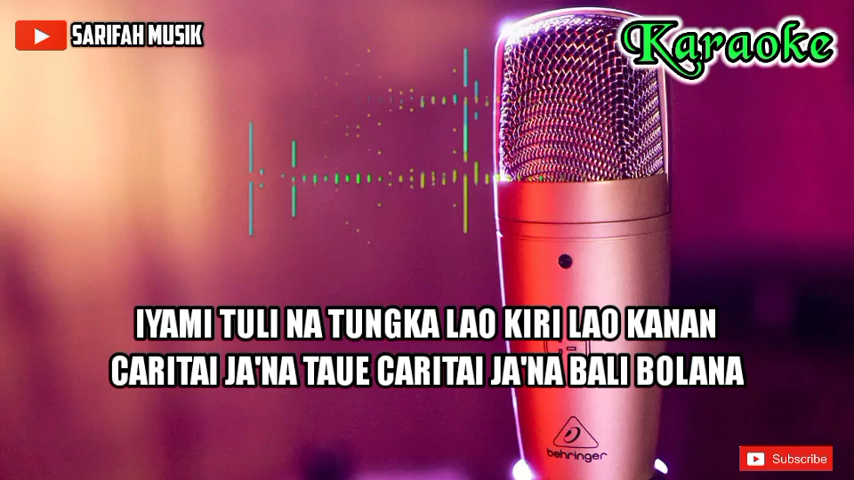 SARIFAH MUSIK
Karaoke
IYAMI TULI NA TUNGKA LAO KIRI LAO KANAN
CARITAI JA'NA TAUE CARITAI JA'NA BALI BOLANA
behringer
Subscribe